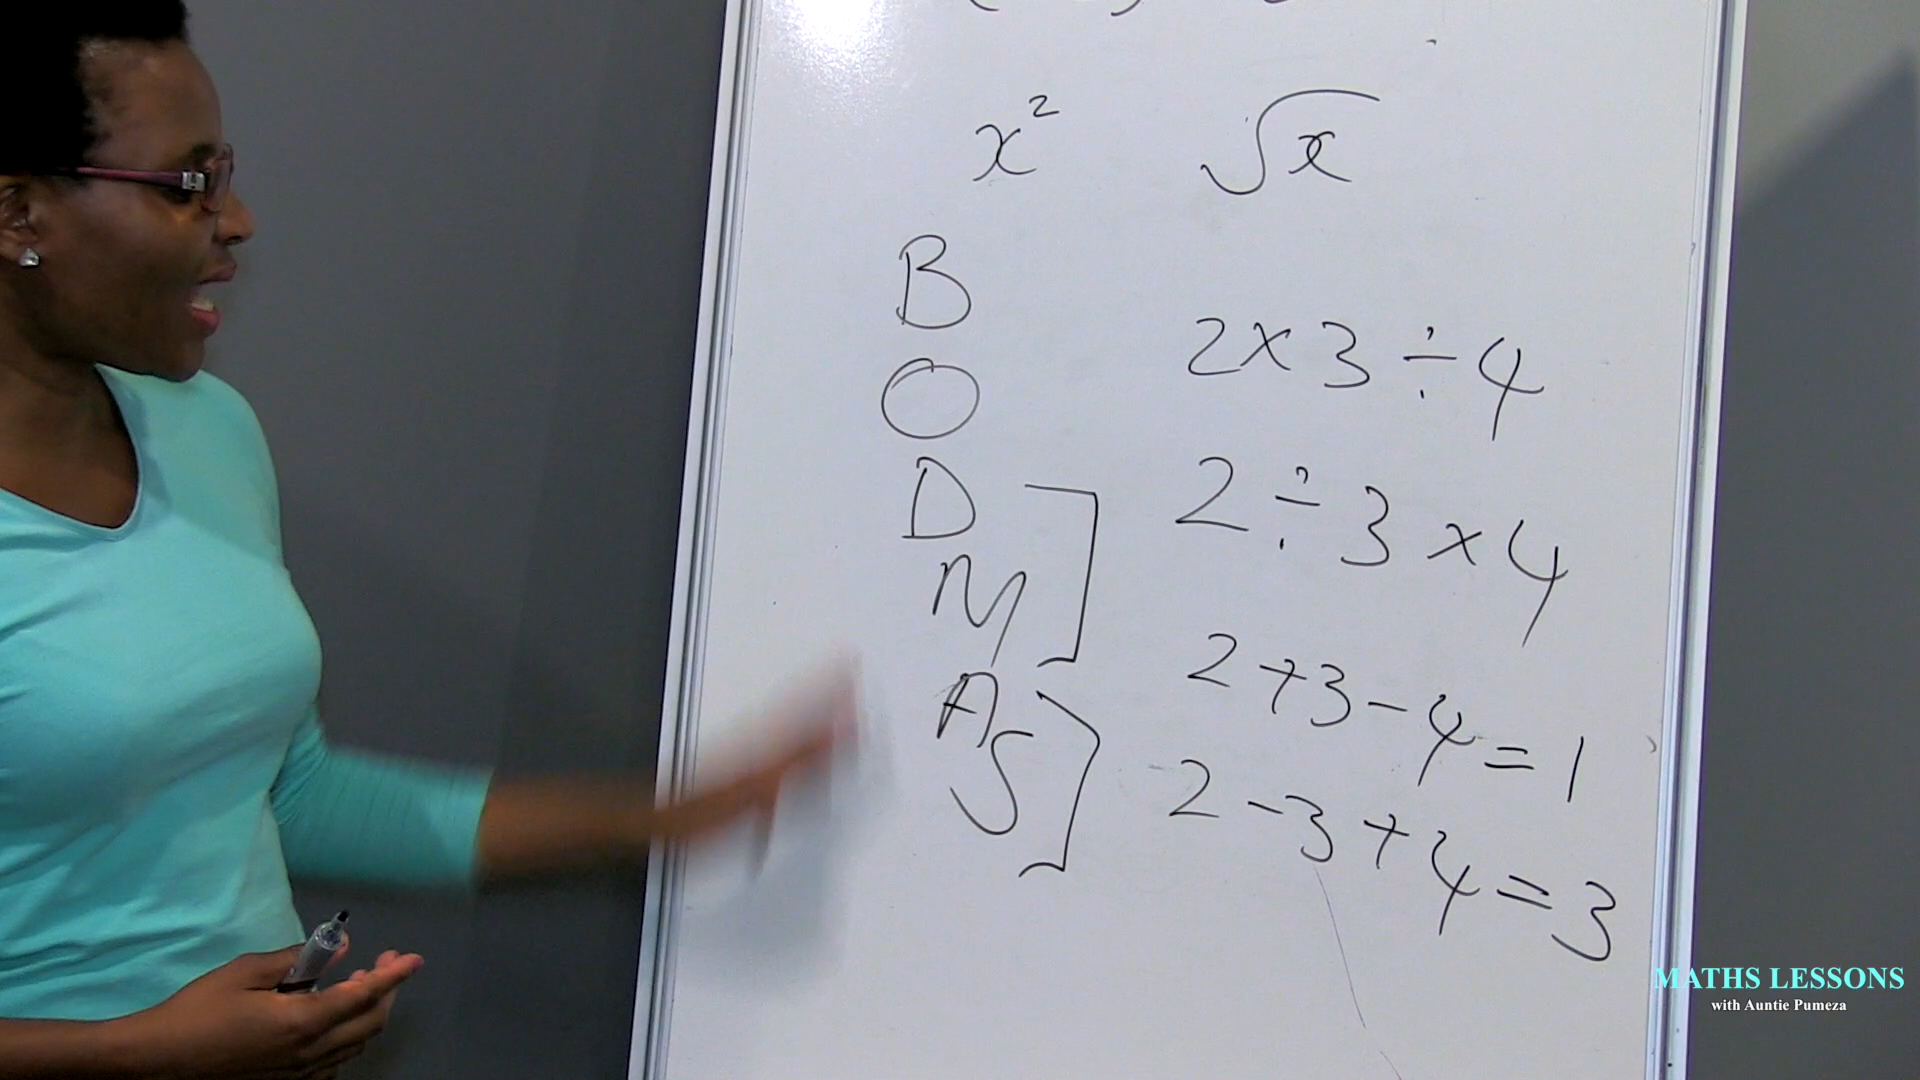 x² √x
B
O
2 × 3 ÷ 4
D
2 ÷ 3 × 4
M
2 + 3 - 4 = 1
A
S
2 - 3 + 4 = 3
MATHS LESSONS
with Auntie Pumeza